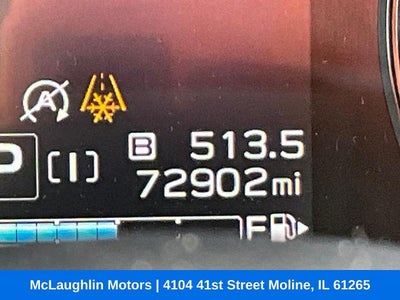 A
B 513.5
P [I] 72902mi
F
McLaughlin Motors | 4104 41st Street Moline, IL 61265